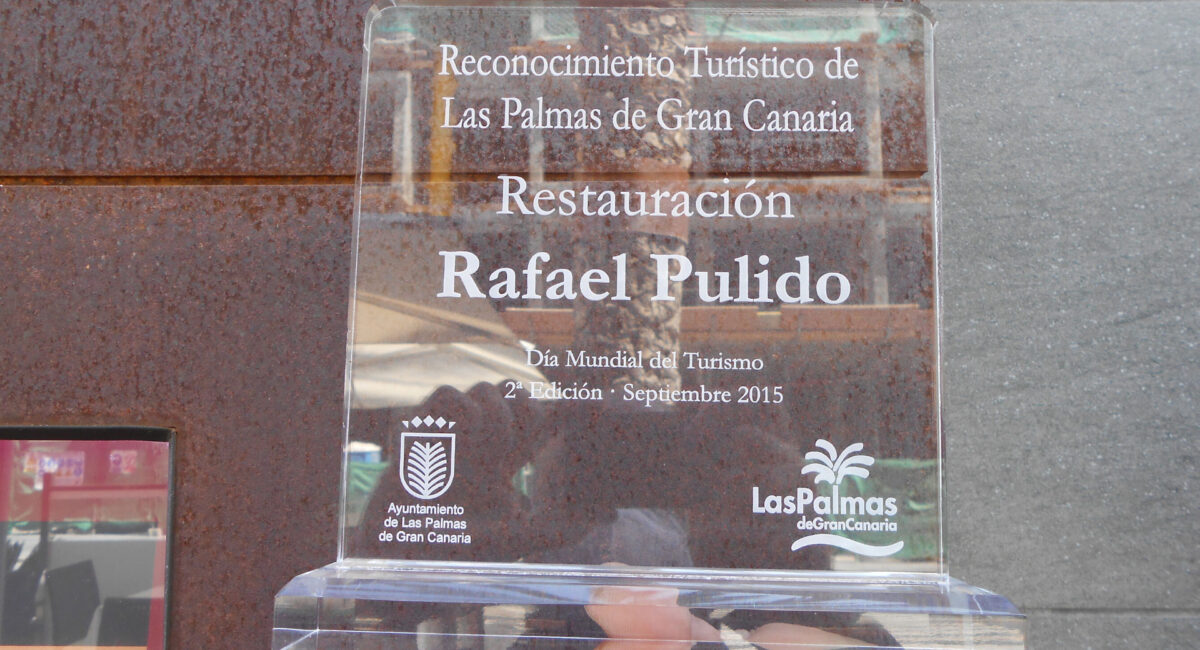 Reconocimiento Turístico de
Las Palmas de Gran Canaria
Restauración
Rafael Pulido
Día Mundial del Turismo
2ª Edición · Septiembre 2015
Ayuntamiento
de Las Palmas
de Gran Canaria
LasPalmas
deGranCanaria